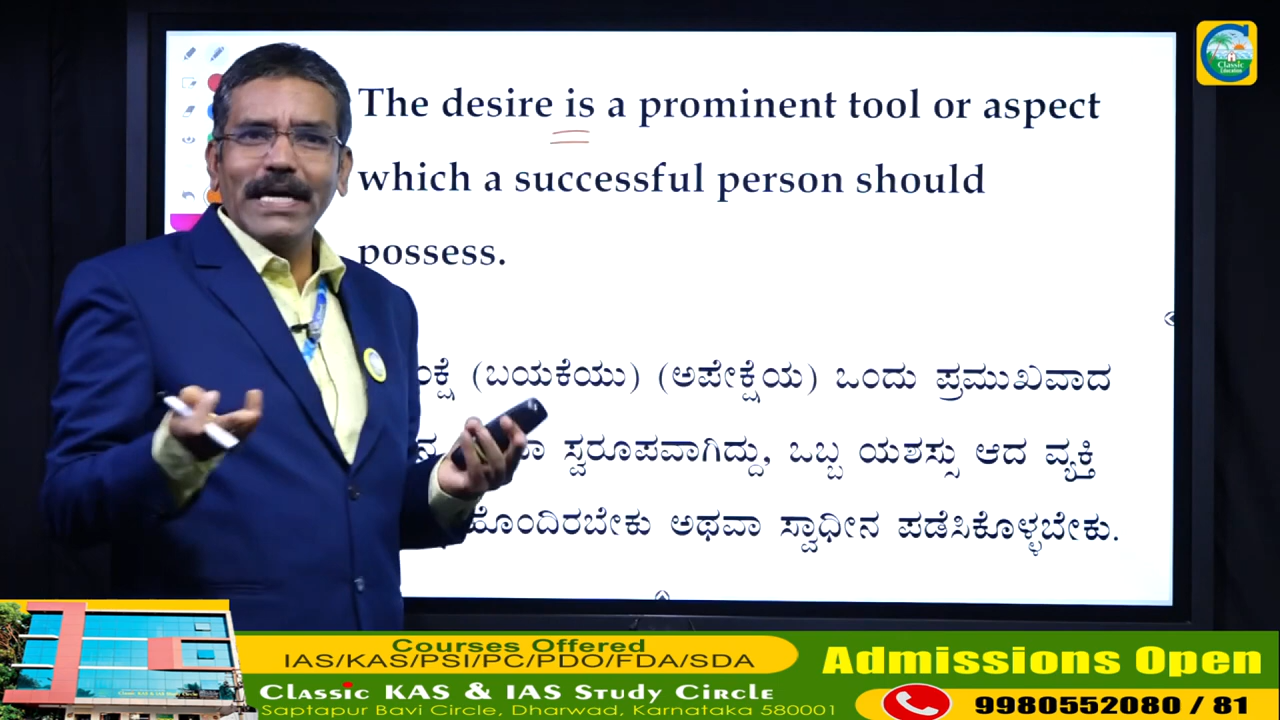 The desire is a prominent tool or aspect
which a successful person should
possess.
(ಬಯಕೆಯು) (ಅಪೇಕ್ಷೆಯ) ಒಂದು ಪ್ರಮುಖವಾದ
ಸ್ವರೂಪವಾಗಿದ್ದು, ಒಬ್ಬ ಯಶಸ್ಸು ಆದ ವ್ಯಕ್ತಿ
ಹೊಂದಿರಬೇಕು ಅಥವಾ ಸ್ವಾಧೀನ ಪಡೆಸಿಕೊಳ್ಳಬೇಕು.
Classic
Education
Courses Offered
IAS/KAS/PSI/PC/PDO/FDA/SDA
Classic KAS & IAS Study Circle
Saptapur Bavi Circle, Dharwad, Karnataka 580001
Admissions Open
9980552080 / 81